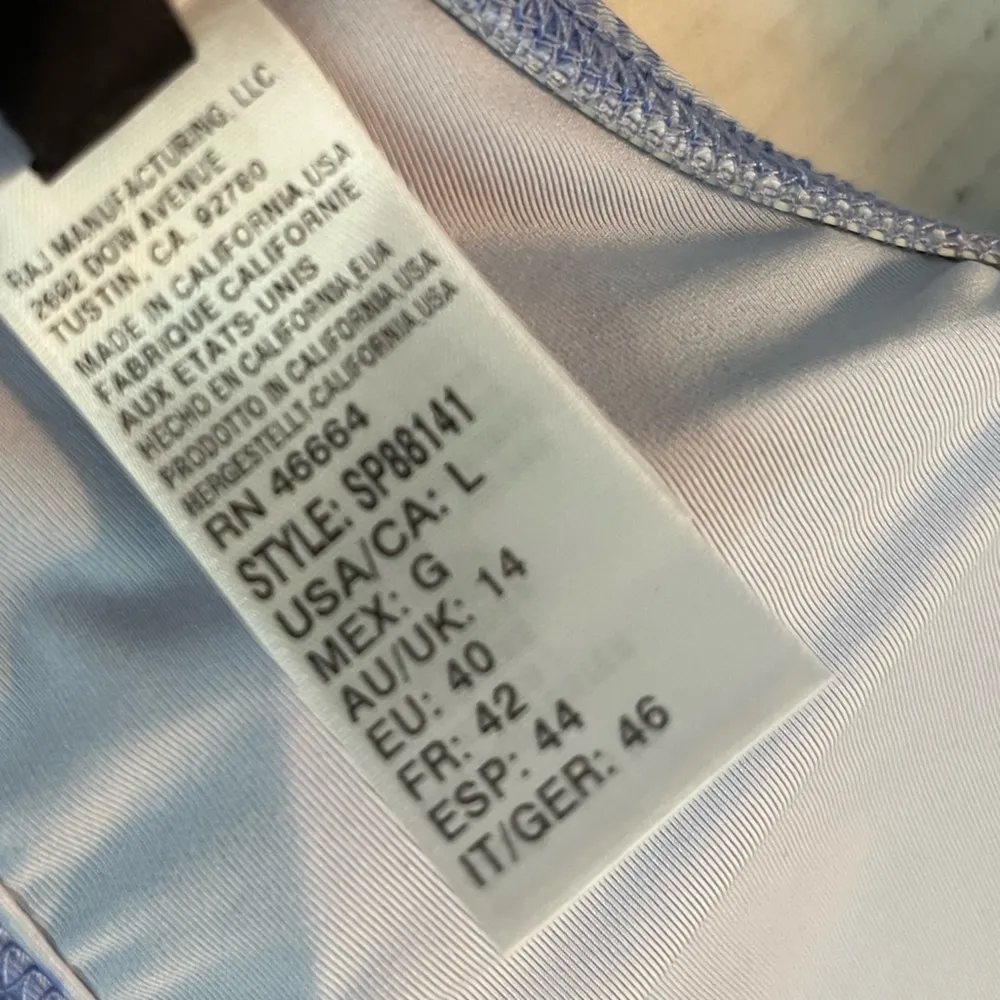 RAJ MANUFACTURING, LLC
2692 DOW AVENUE
TUSTIN, CA. 92780
MADE IN CALIFORNIA,USA
FABRIQUE CALIFORNIE
AUX ETATS-UNIS
HECHO EN CALIFORNIA,EUA
PRODOTTO IN CALIFORNIA,USA
HERGESTELLT-CALIFORNIA,USA
RN 46664
STYLE: SP88141
USA/CA: L
MEX: G
AU/UK: 14
EU: 40
FR: 42
ESP: 44
IT/GER: 46